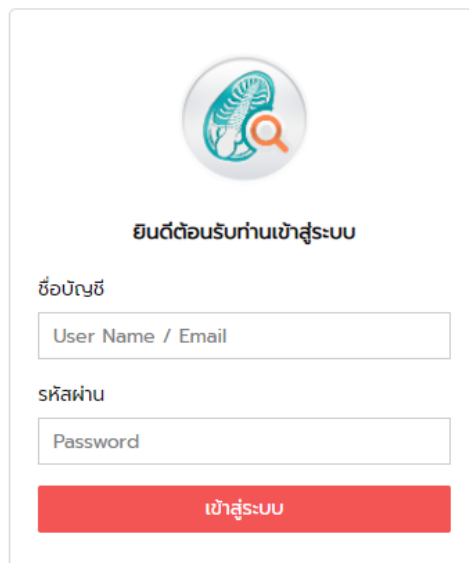 ยินดีต้อนรับท่านเข้าสู่ระบบ
ชื่อบัญชี
User Name / Email
รหัสผ่าน
Password
เข้าสู่ระบบ